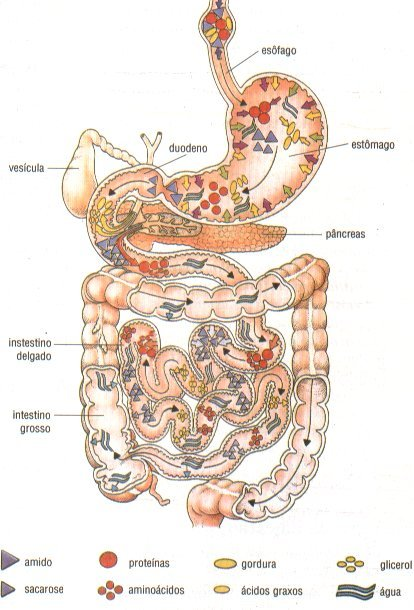 esôfago
duodeno
estômago
vesícula
pâncreas
instestino
delgado
intestino
grosso
amido
proteínas
gordura
glicerol
sacarose
aminoácidos
ácidos graxos
água